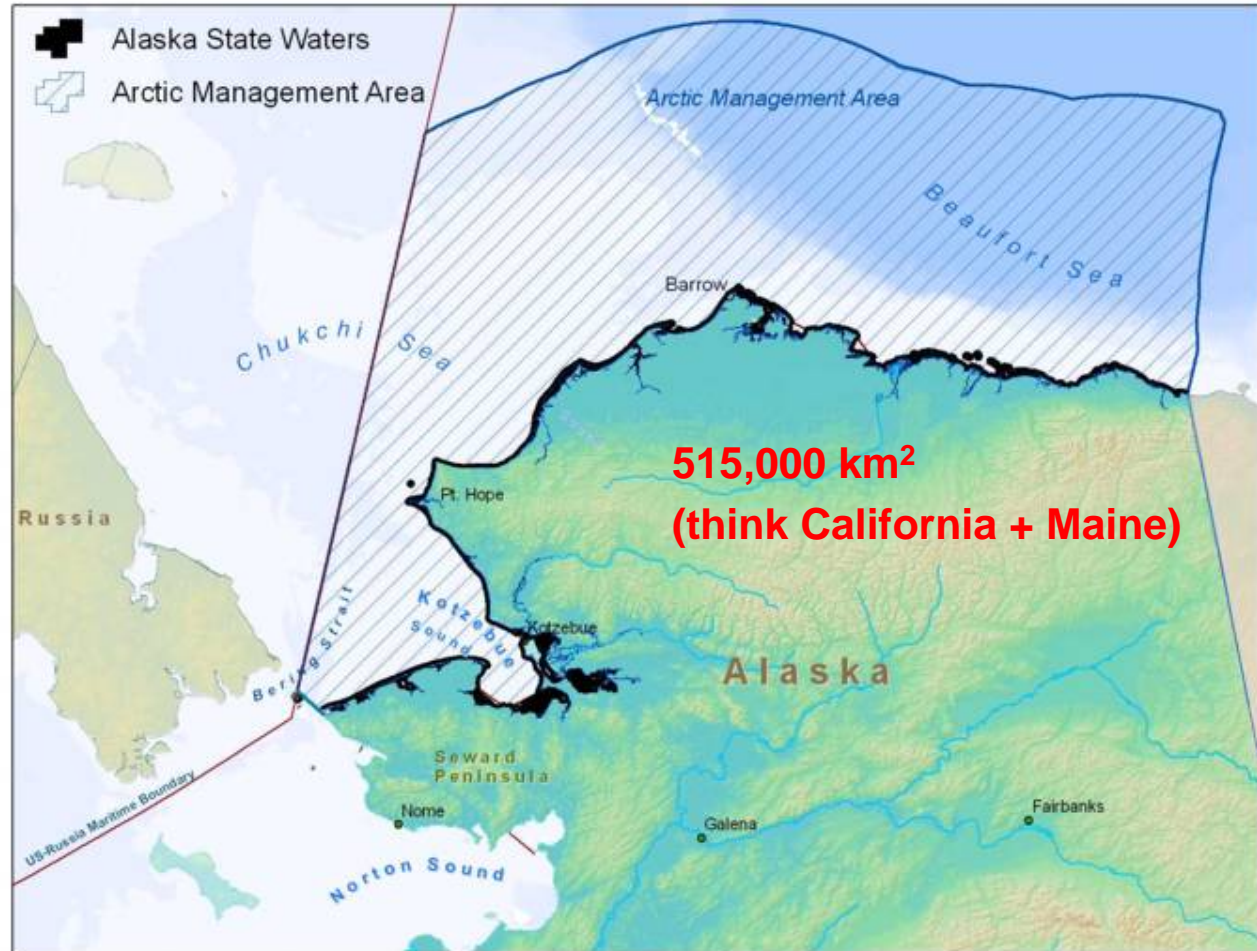 Alaska State Waters
Arctic Management Area
Arctic Management Area
Beaufort Sea
Barrow
Chukchi Sea
515,000 km²
(think California + Maine)
Pt. Hope
Russia
Kotzebue
Sound
Kotzebue
Bering Strait
Alaska
Seward
Peninsula
US-Russia Maritime Boundary
Nome
Galena
Fairbanks
Norton Sound